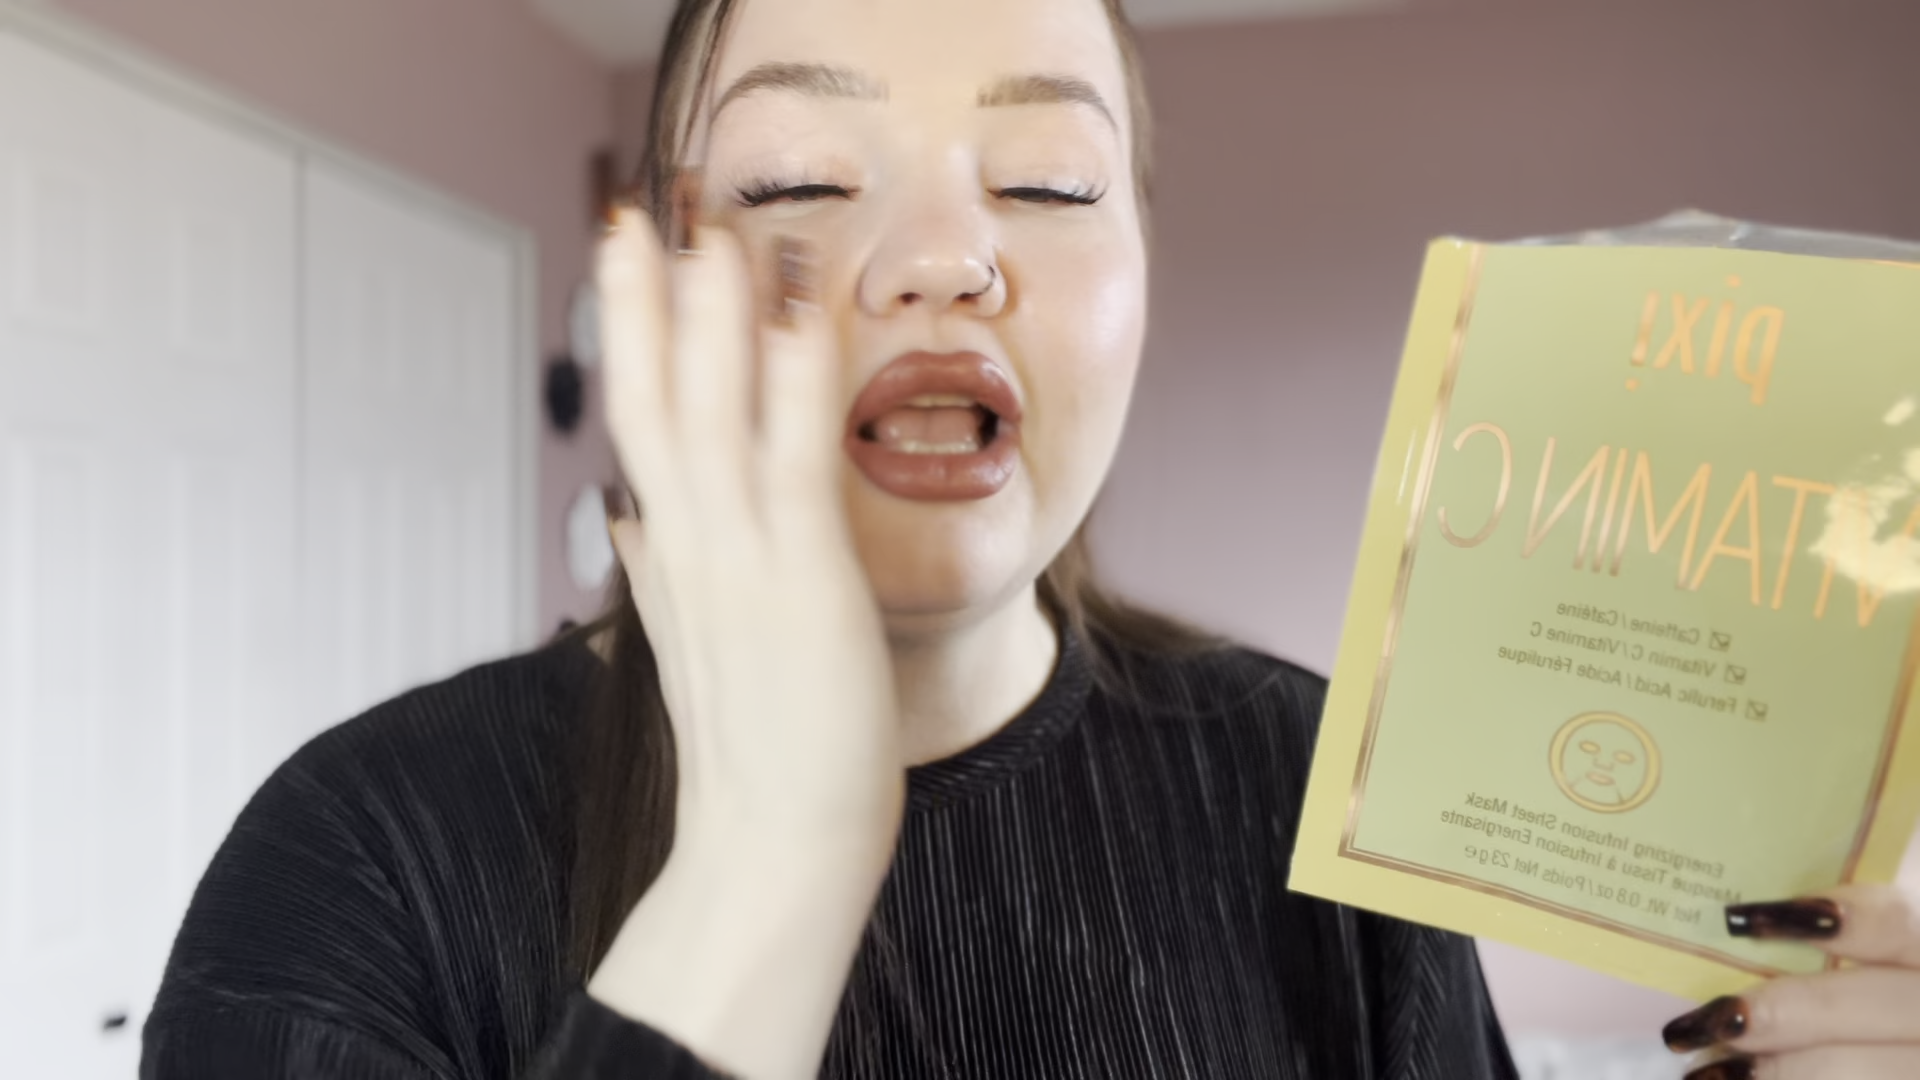 pixi
VITAMIN C
Caffeine / Caféine
Vitamin C / Vitamine C
Ferulic Acid / Acide Férulique
Energizing Infusion Sheet Mask
Masque Tissu à Infusion Energisante
Net Wt. 0.8 oz / Poids Net 23 g e